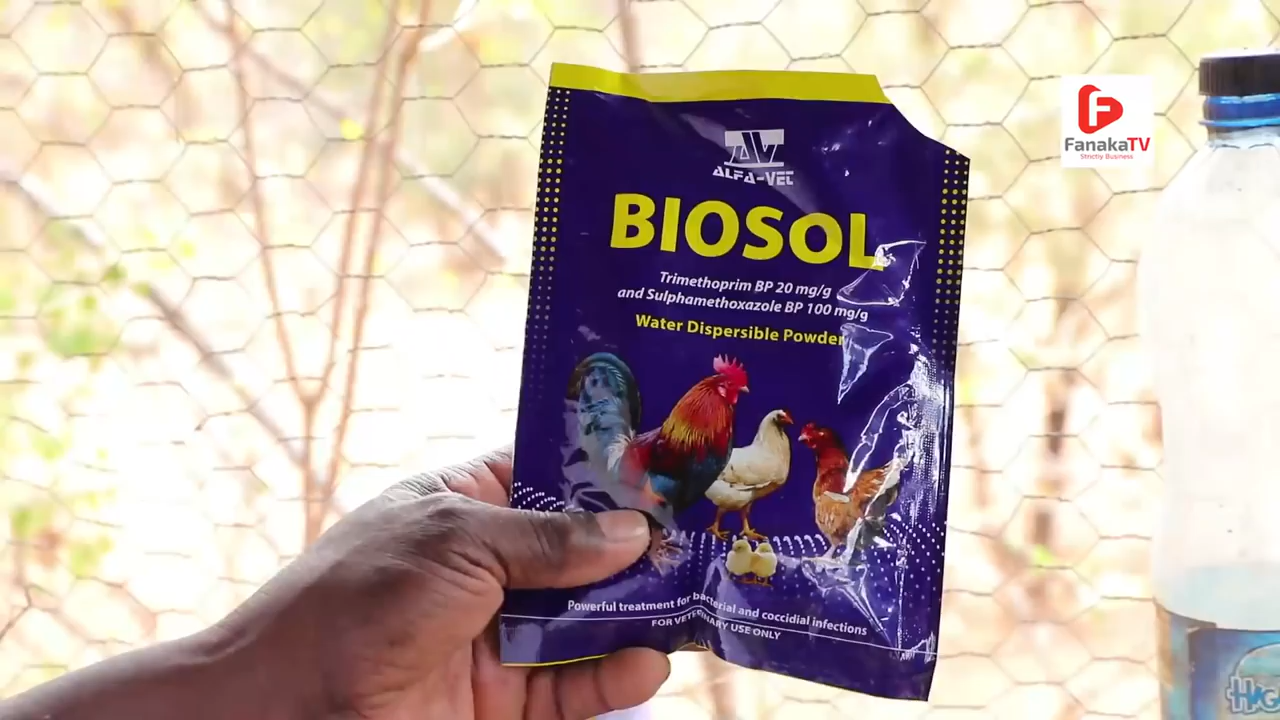 FanakaTV
Strictly Business
AV
ALFA-VET
BIOSOL
Trimethoprim BP 20 mg/g
and Sulphamethoxazole BP 100 mg/g
Water Dispersible Powder
Powerful treatment for bacterial and coccidial infections
FOR VETERINARY USE ONLY